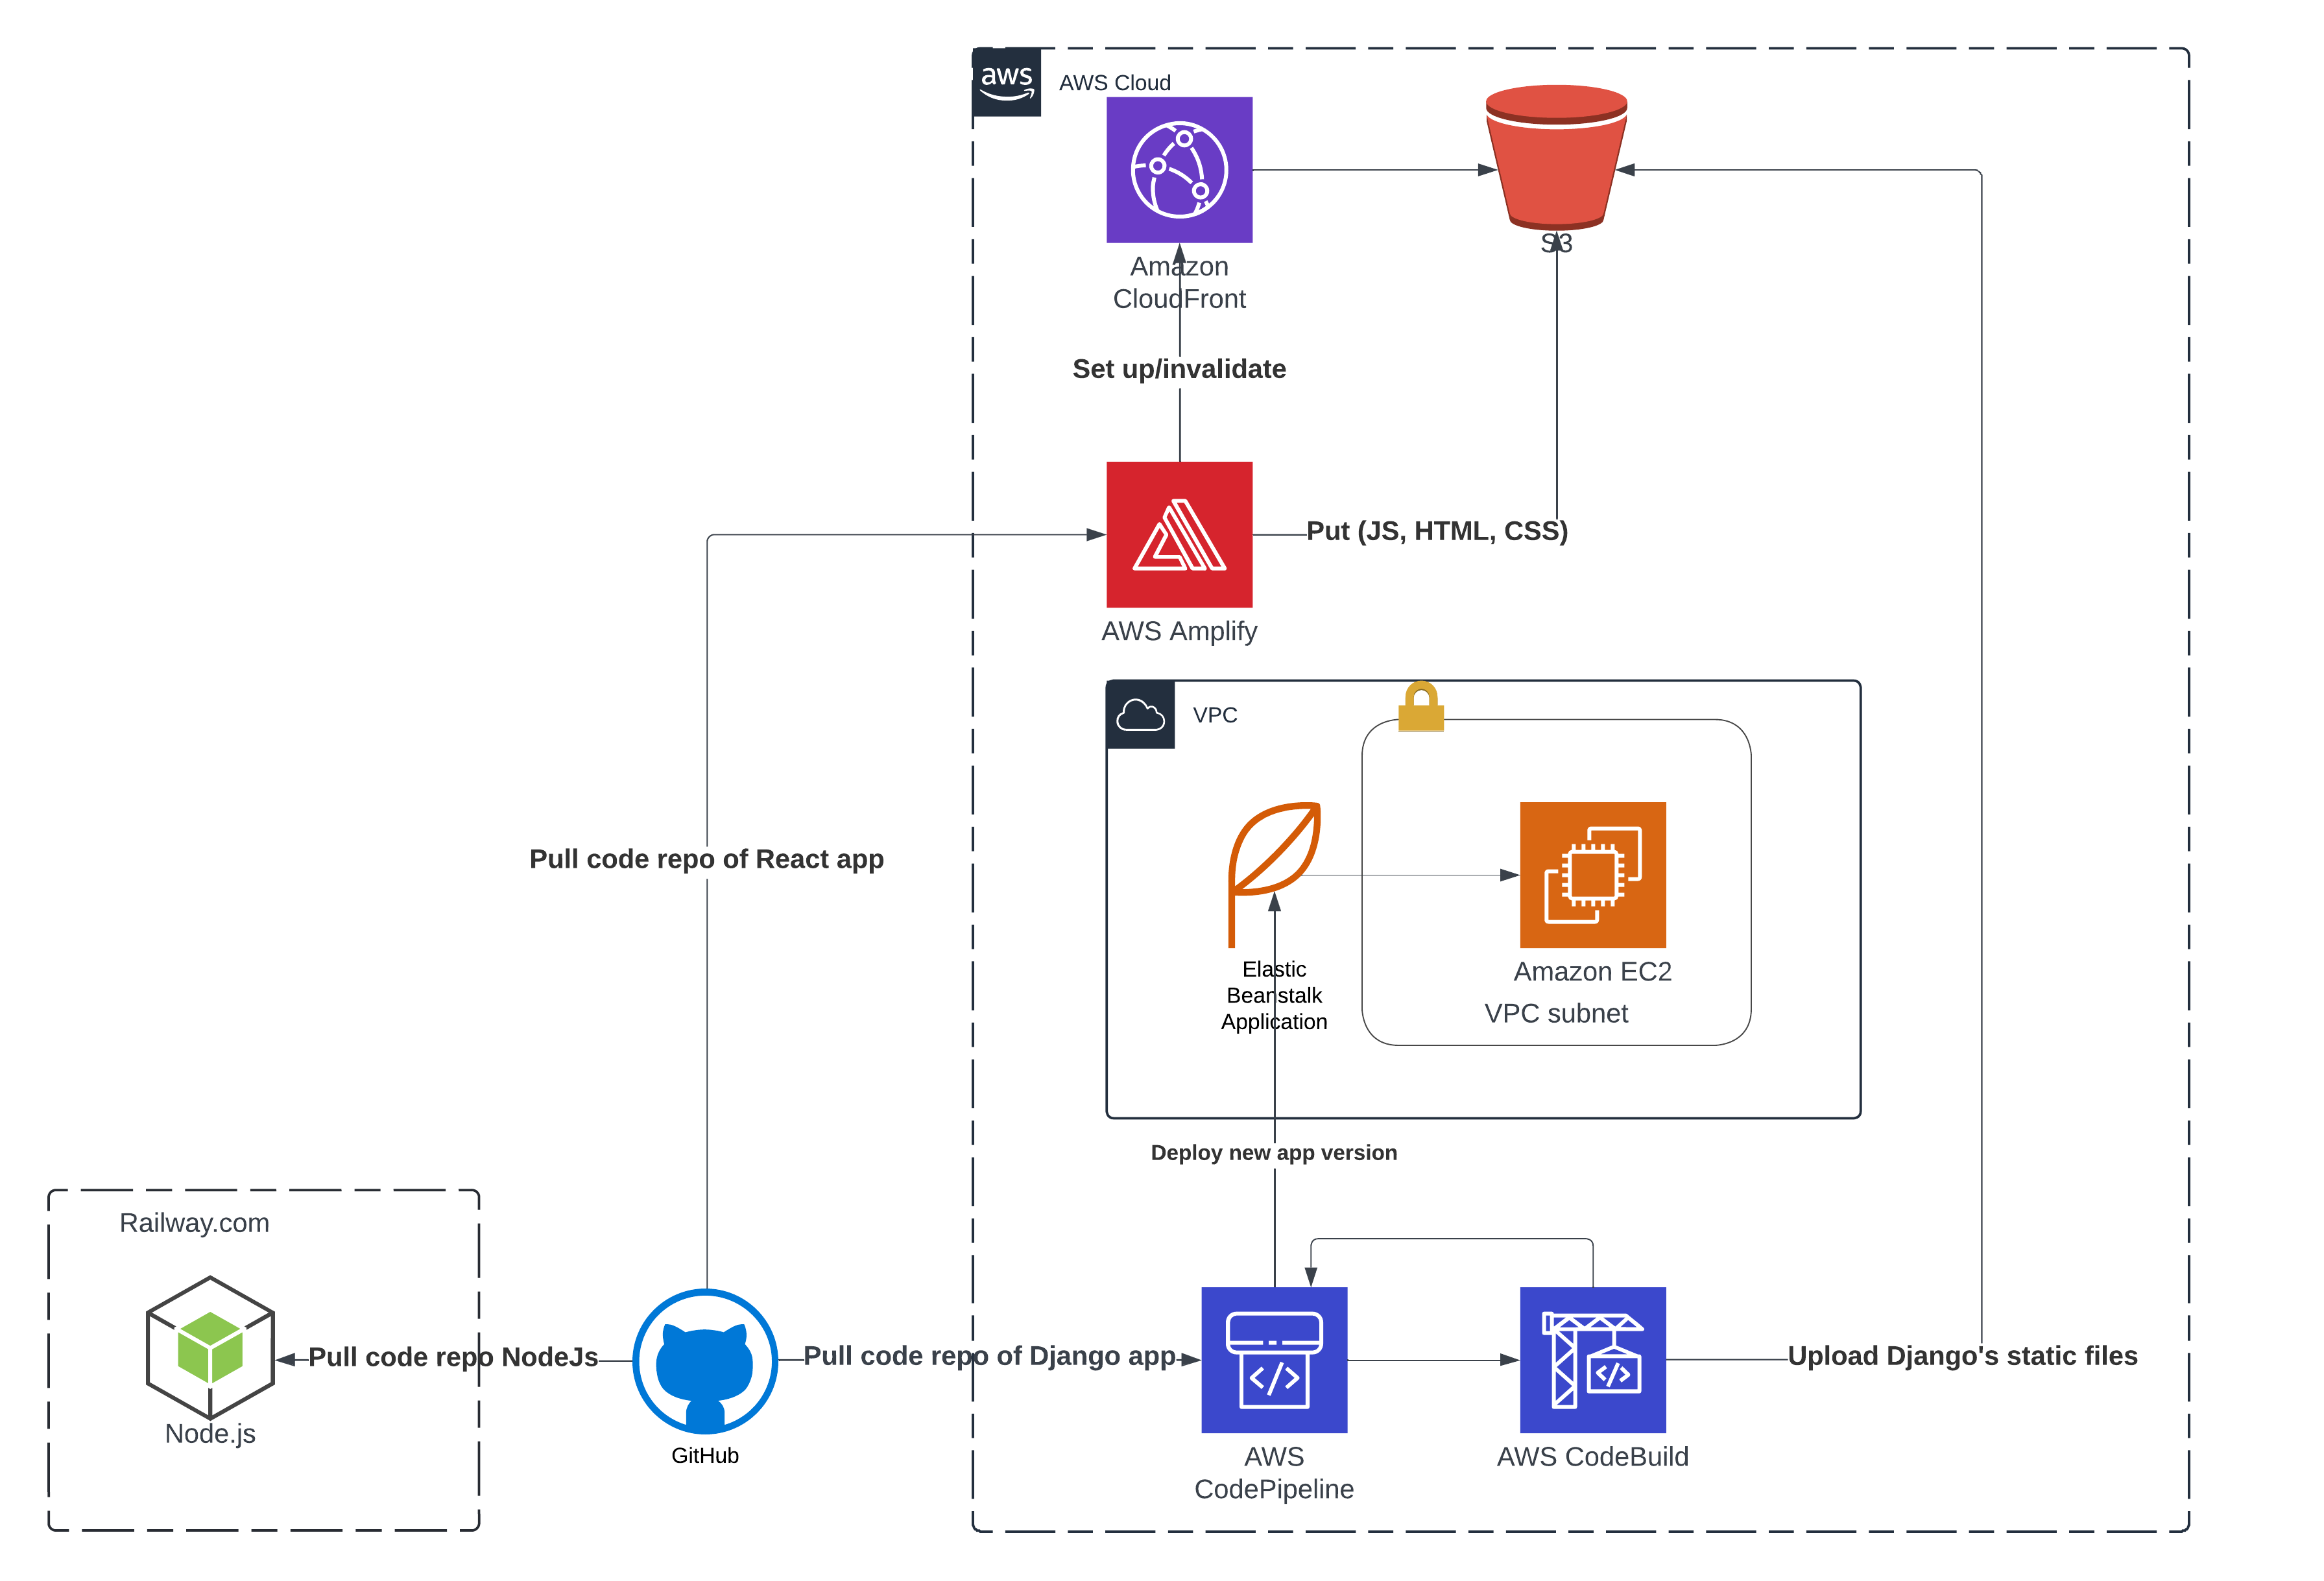 aws
AWS Cloud
Amazon
CloudFront
S3
Set up/invalidate
Put (JS, HTML, CSS)
AWS Amplify
VPC
Pull code repo of React app
Elastic
Beanstalk
Application
Amazon EC2
VPC subnet
Deploy new app version
Railway.com
Pull code repo NodeJs
Node.js
GitHub
Pull code repo of Django app
AWS
CodePipeline
AWS CodeBuild
Upload Django's static files